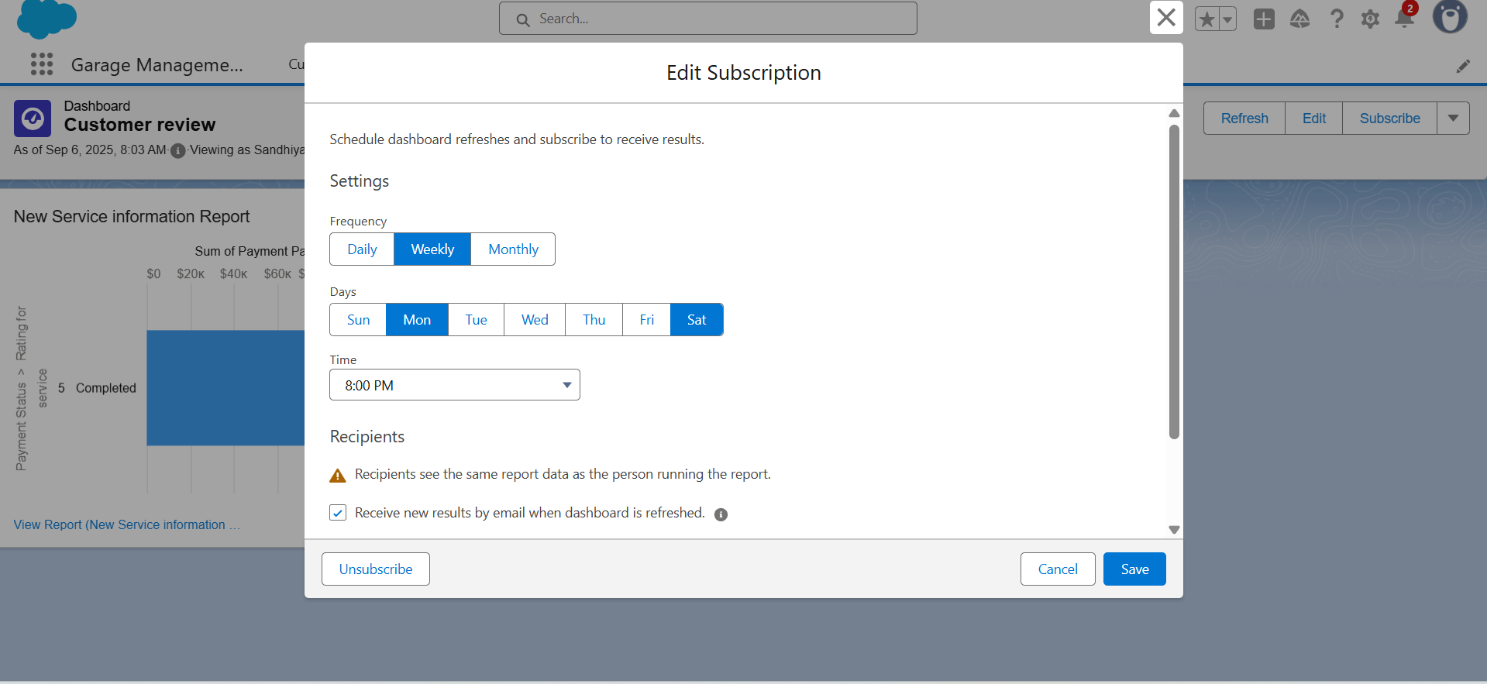 Search...
2
Garage Manageme...
Cu
Edit Subscription
Dashboard
Customer review
As of Sep 6, 2025, 8:03 AM Viewing as Sandhiya
Refresh
Edit
Subscribe
Schedule dashboard refreshes and subscribe to receive results.
Settings
Frequency
Daily
Weekly
Monthly
Days
Sun
Mon
Tue
Wed
Thu
Fri
Sat
Time
8:00 PM
Recipients
Recipients see the same report data as the person running the report.
Receive new results by email when dashboard is refreshed.
Unsubscribe
Cancel
Save
New Service information Report
Sum of Payment Pa
$0 $20K $40K $60K $
Payment Status > Rating for
service
5 Completed
View Report (New Service information ...